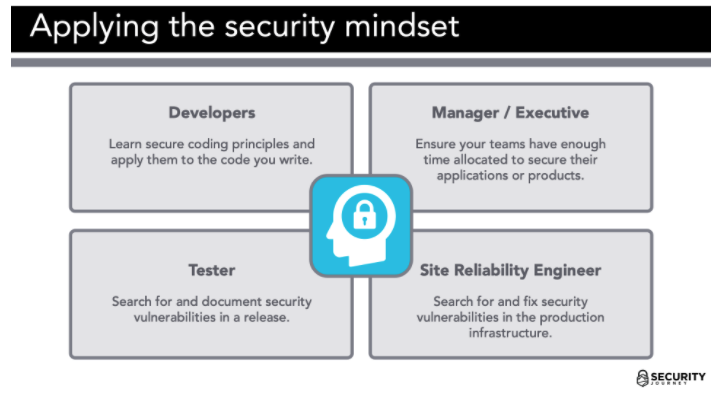 Applying the security mindset
Developers
Learn secure coding principles and
apply them to the code you write.
Manager / Executive
Ensure your teams have enough
time allocated to secure their
applications or products.
Tester
Search for and document security
vulnerabilities in a release.
Site Reliability Engineer
Search for and fix security
vulnerabilities in the production
infrastructure.
SECURITY
JOURNEY